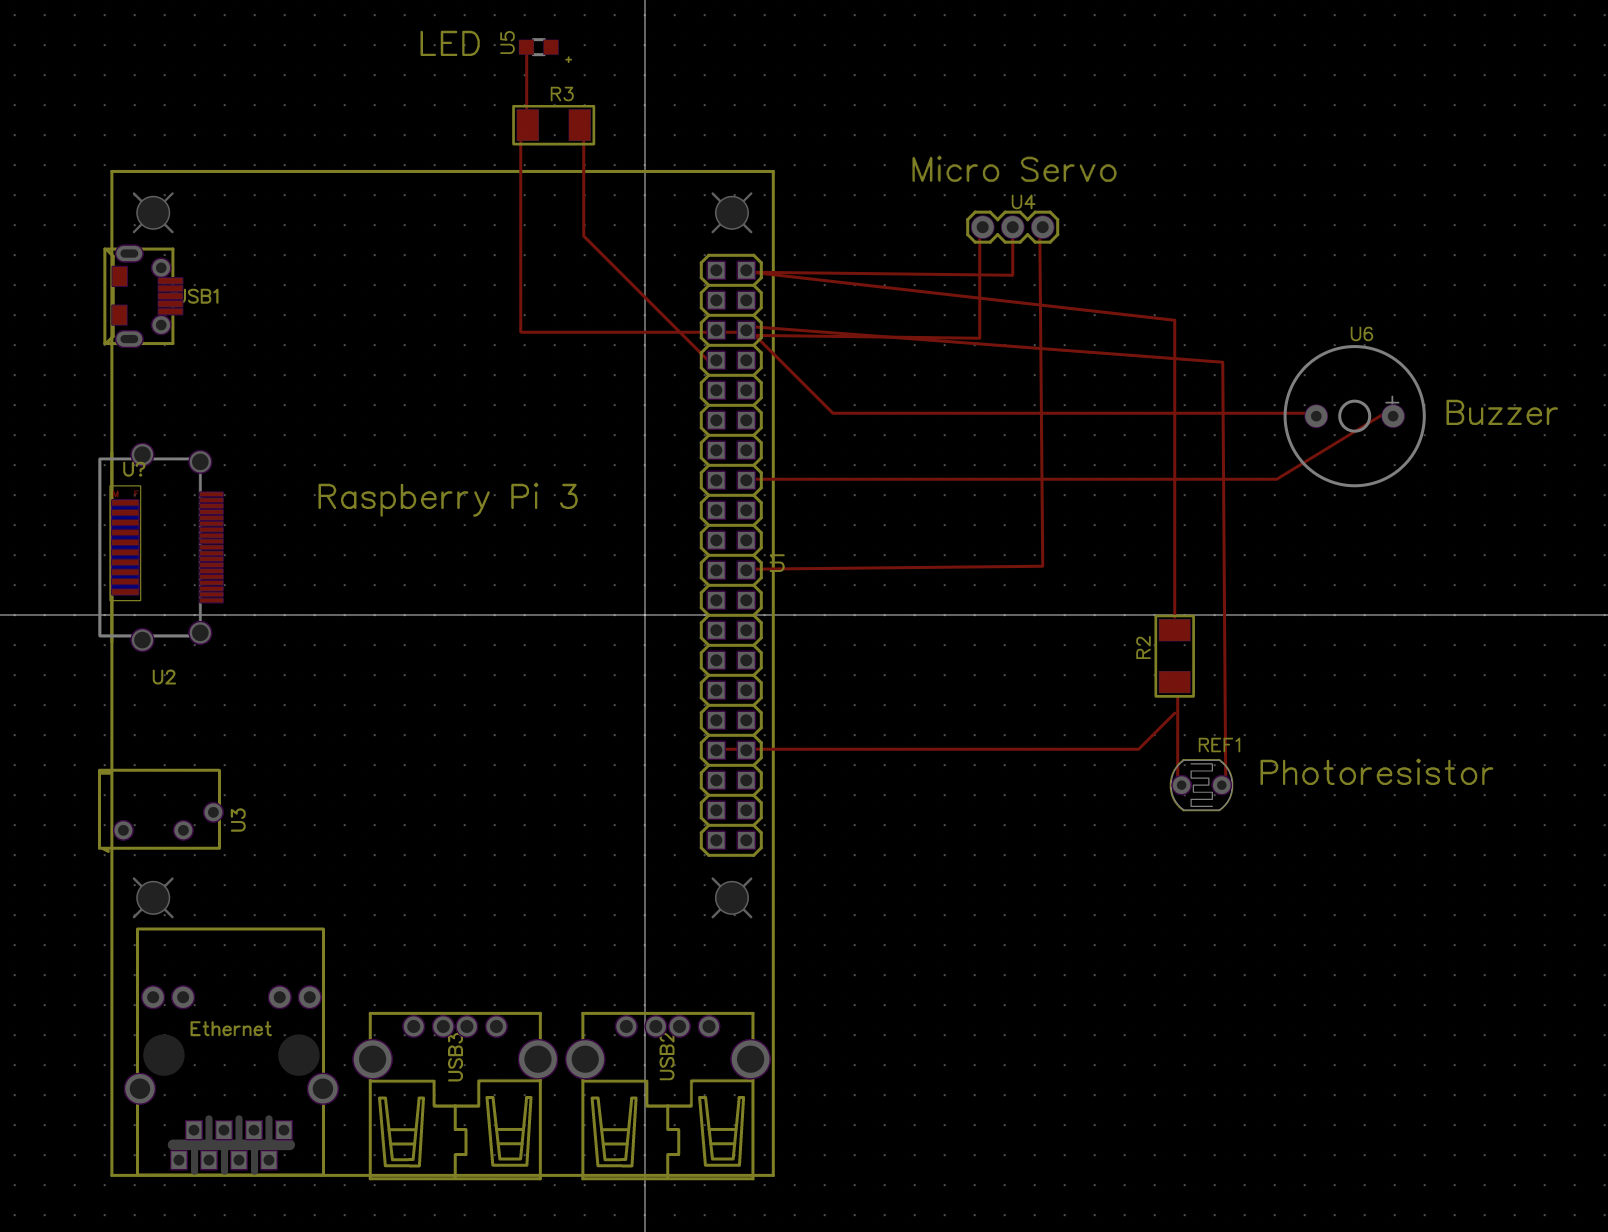 LED
U5
+
R3
Micro Servo
U4
USB1
U6
+
Buzzer
U?
Raspberry Pi 3
U1
R2
U2
REF1
Photoresistor
U3
Ethernet
USB3
USB2